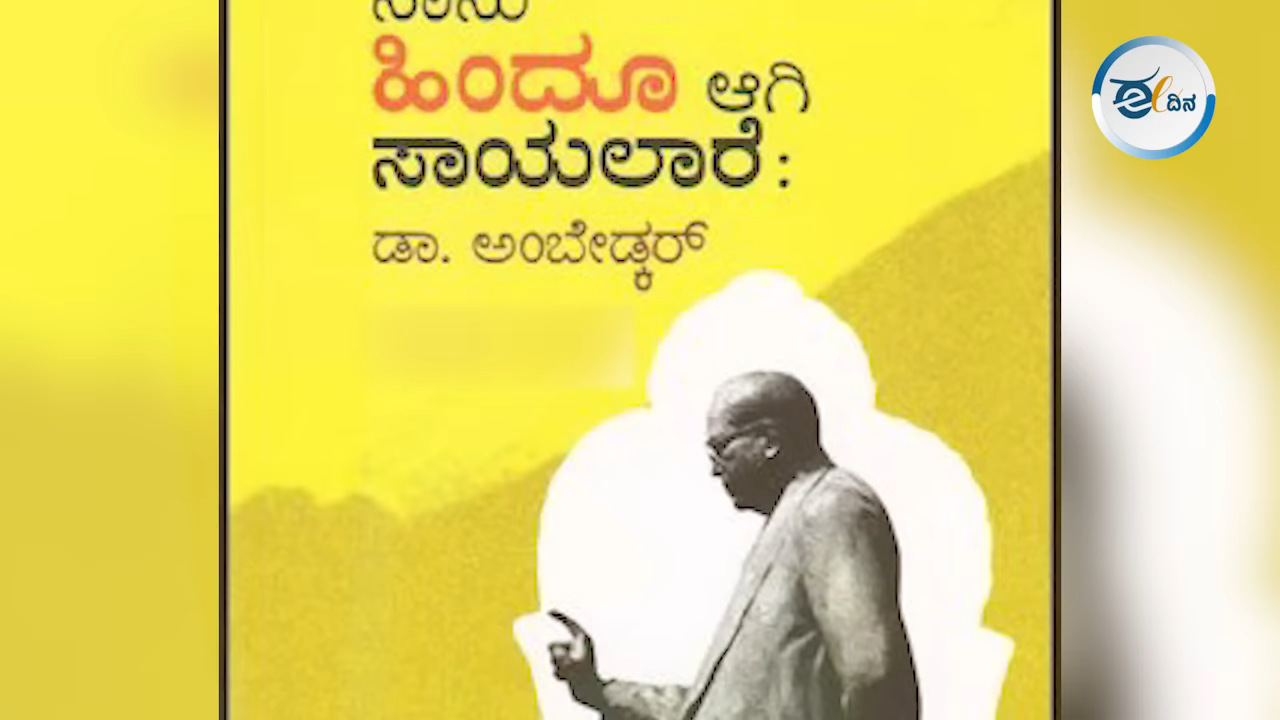 ನಾನು
ಹಿಂದೂ ಆಗಿ
ಸಾಯಲಾರೆ:
ಡಾ. ಅಂಬೇಡ್ಕರ್
ದಿನ